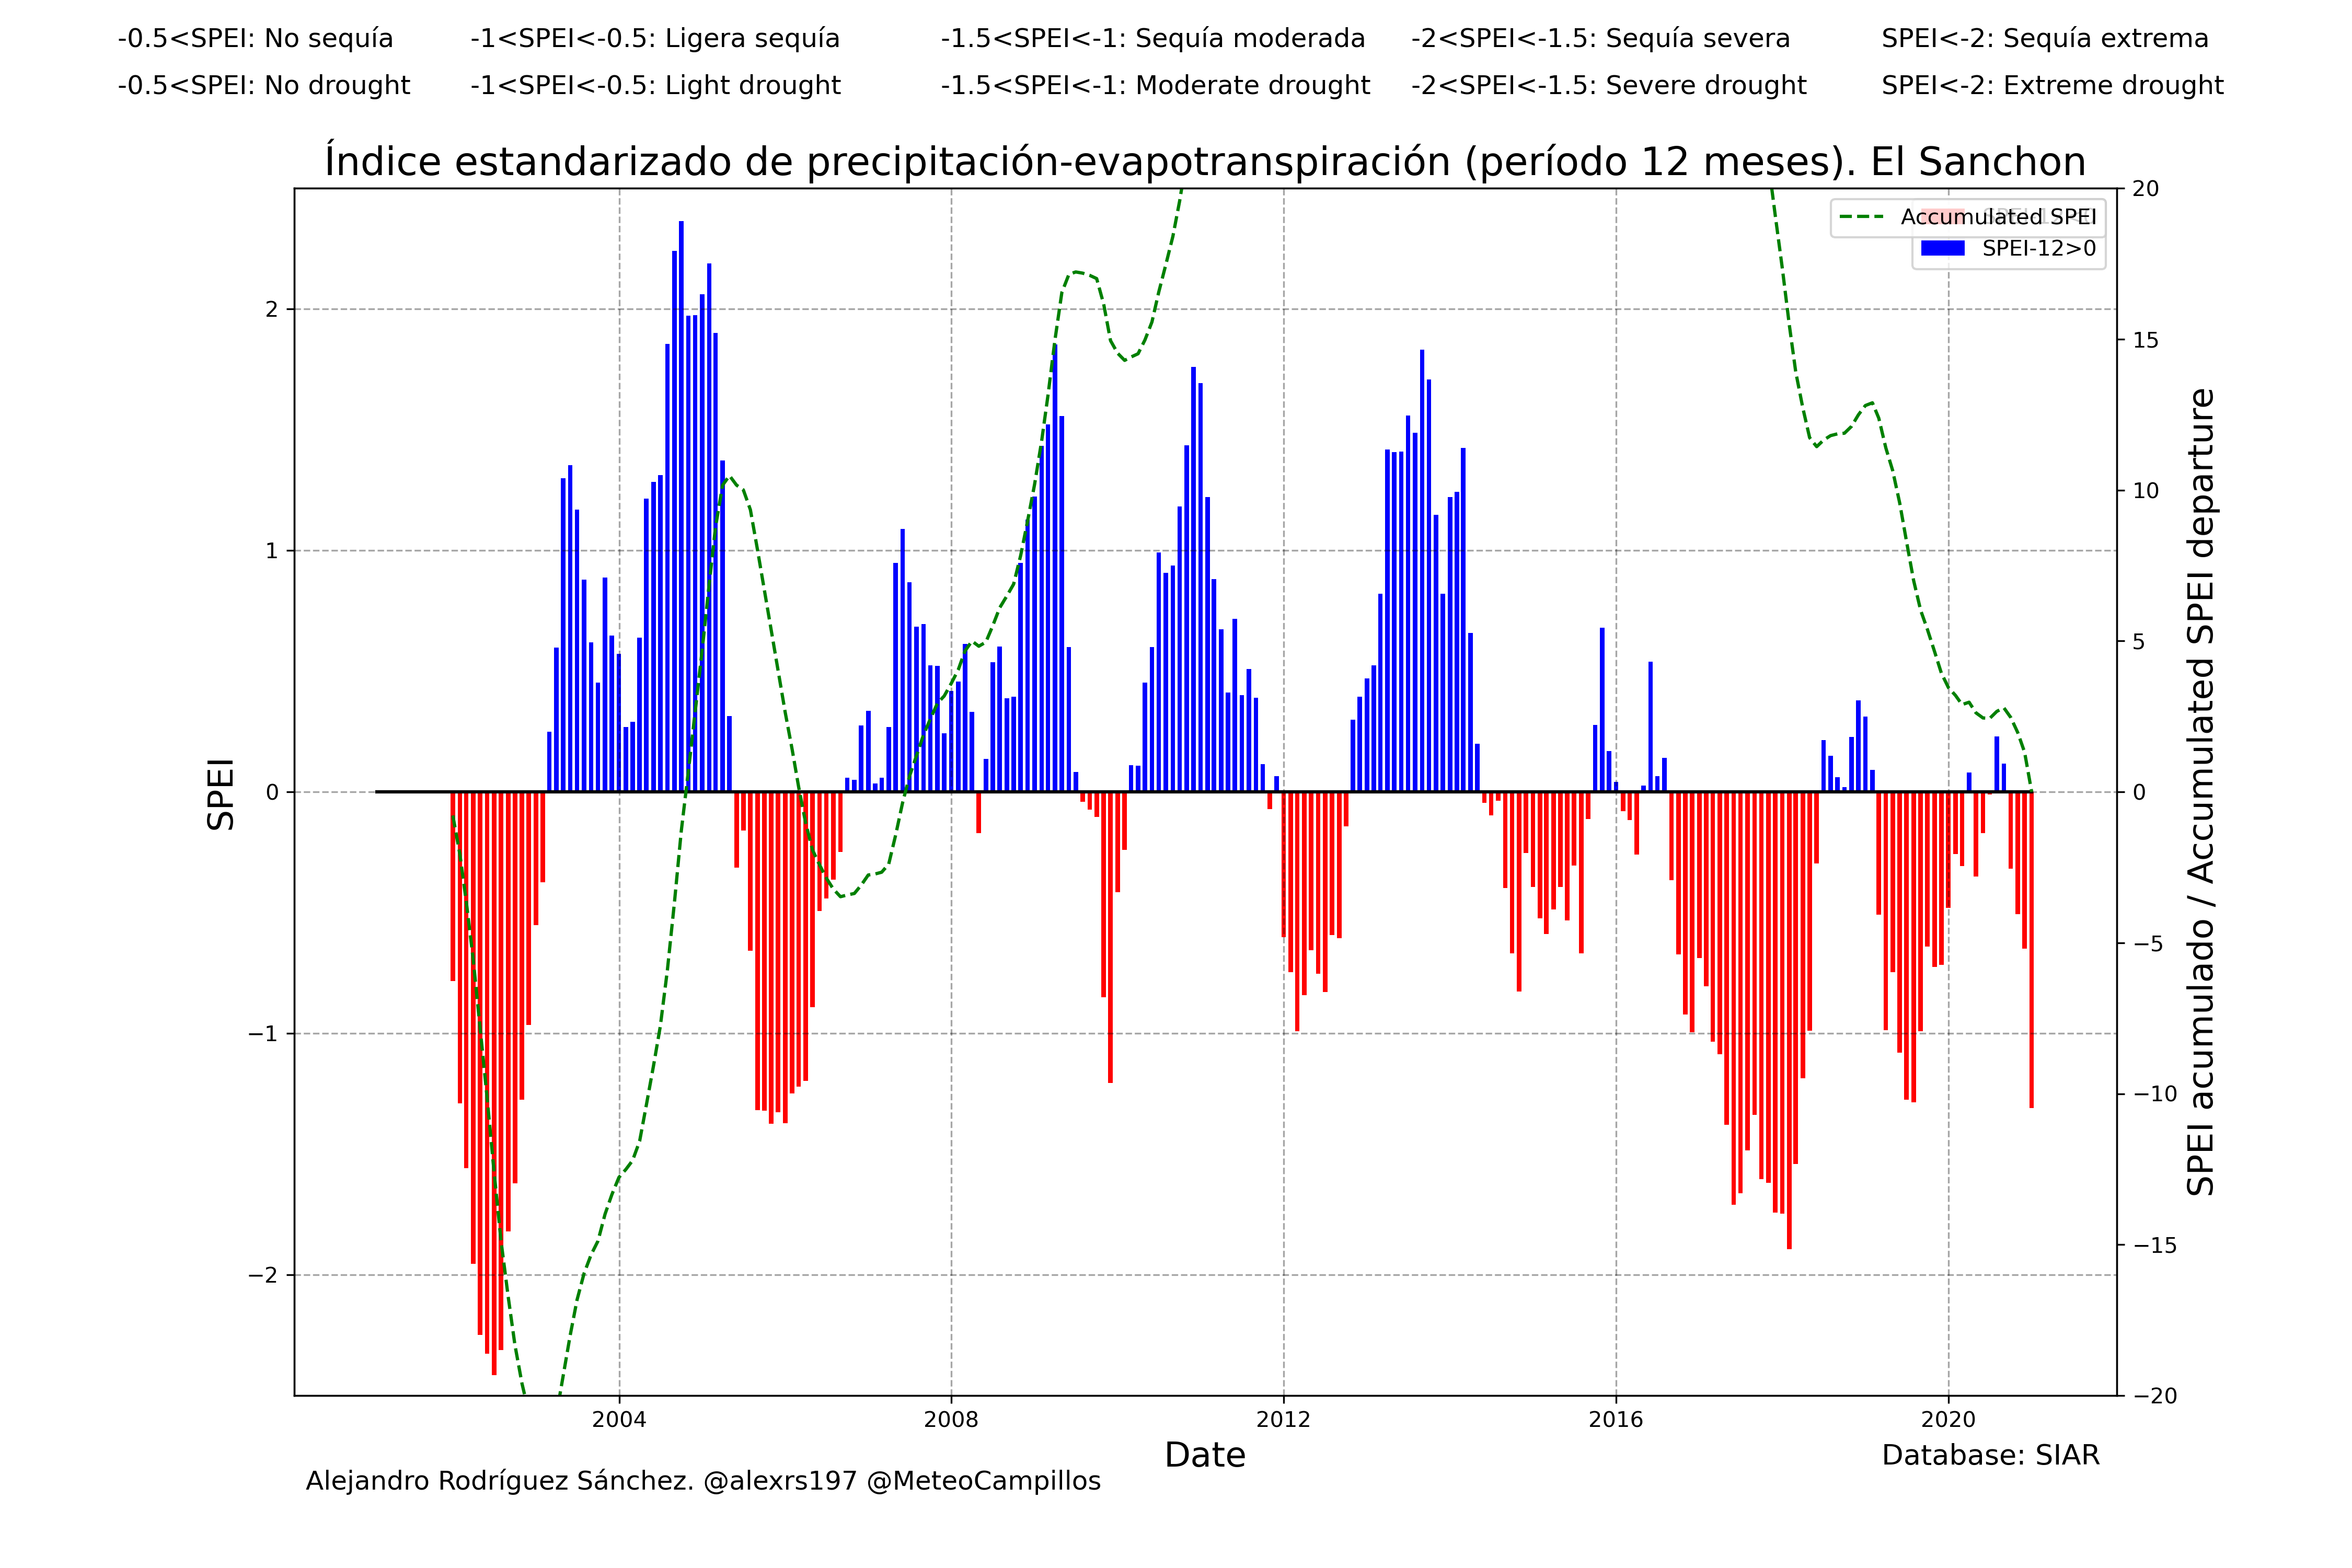 -0.5<SPEI: No sequía
-1<SPEI<-0.5: Ligera sequía
-1.5<SPEI<-1: Sequía moderada
-2<SPEI<-1.5: Sequía severa
SPEI<-2: Sequía extrema
-0.5<SPEI: No drought
-1<SPEI<-0.5: Light drought
-1.5<SPEI<-1: Moderate drought
-2<SPEI<-1.5: Severe drought
SPEI<-2: Extreme drought
Índice estandarizado de precipitación-evapotranspiración (período 12 meses). El Sanchon
Accumulated SPEI
SPEI-12>0
SPEI
2
1
0
−1
−2
20
15
10
5
0
−5
−10
−15
−20
SPEI acumulado / Accumulated SPEI departure
2004
2008
2012
2016
2020
Date
Database: SIAR
Alejandro Rodríguez Sánchez. @alexrs197 @MeteoCampillos